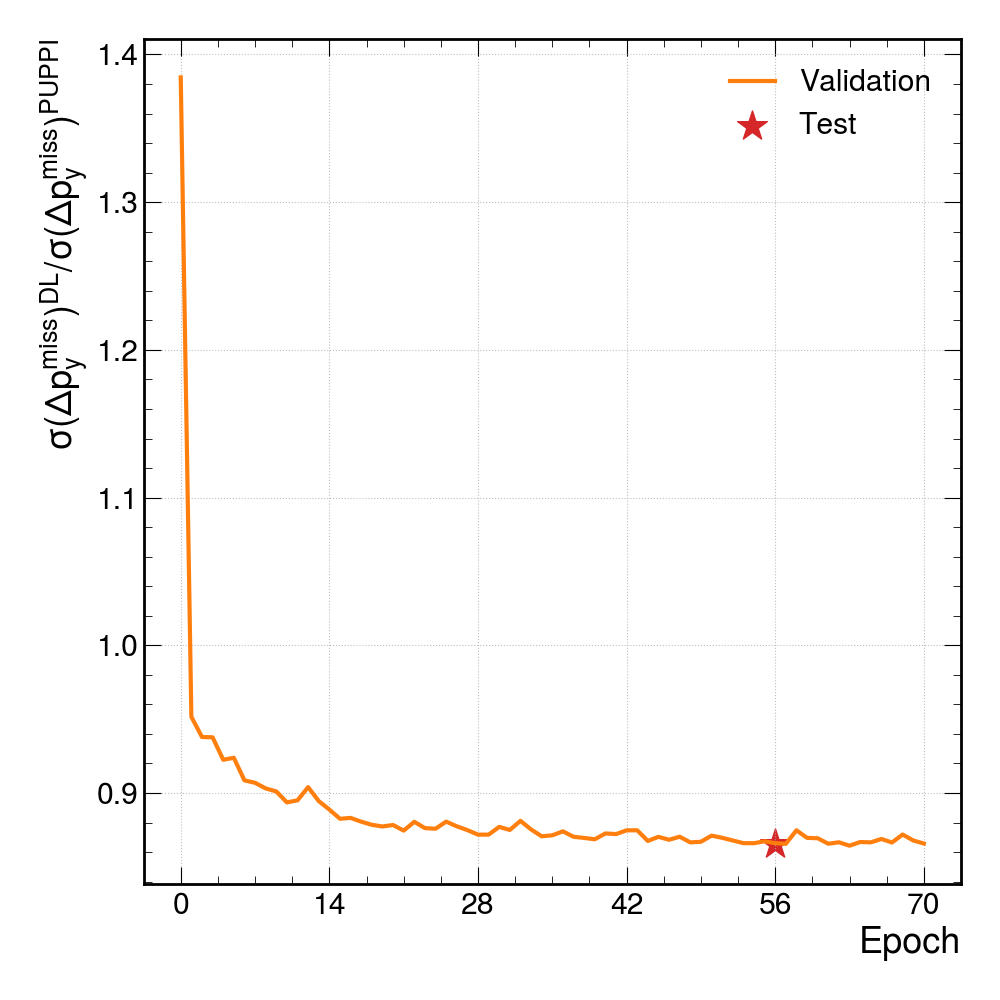 σ(Δp_y^miss)^DL/σ(Δp_y^miss)^PUPPI
1.4
1.3
1.2
1.1
1.0
0.9
Validation
Test
0 14 28 42 56 70
Epoch